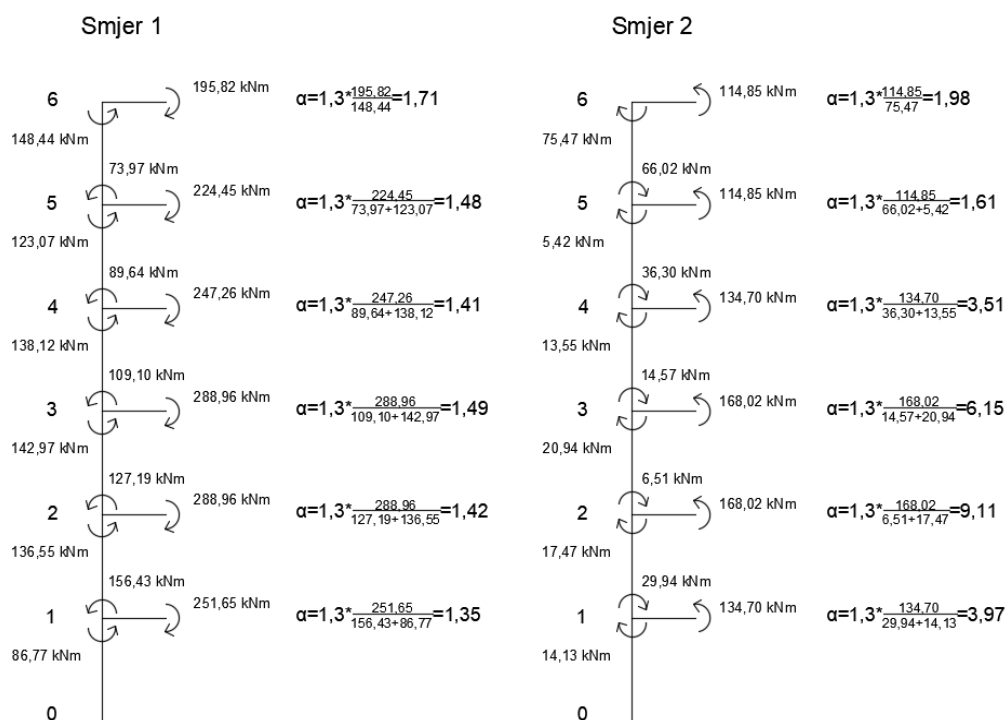 Smjer 1
6
195,82 kNm
α=1,3*195,82/148,44=1,71
148,44 kNm
73,97 kNm
5
224,45 kNm
α=1,3*224,45/73,97+123,07=1,48
123,07 kNm
89,64 kNm
4
247,26 kNm
α=1,3*247,26/89,64+138,12=1,41
138,12 kNm
109,10 kNm
3
288,96 kNm
α=1,3*288,96/109,10+142,97=1,49
142,97 kNm
127,19 kNm
2
288,96 kNm
α=1,3*288,96/127,19+136,55=1,42
136,55 kNm
156,43 kNm
1
251,65 kNm
α=1,3*251,65/156,43+86,77=1,35
86,77 kNm
0
Smjer 2
6
114,85 kNm
α=1,3*114,85/75,47=1,98
75,47 kNm
66,02 kNm
5
114,85 kNm
α=1,3*114,85/66,02+5,42=1,61
5,42 kNm
36,30 kNm
4
134,70 kNm
α=1,3*134,70/36,30+13,55=3,51
13,55 kNm
14,57 kNm
3
168,02 kNm
α=1,3*168,02/14,57+20,94=6,15
20,94 kNm
6,51 kNm
2
168,02 kNm
α=1,3*168,02/6,51+17,47=9,11
17,47 kNm
29,94 kNm
1
134,70 kNm
α=1,3*134,70/29,94+14,13=3,97
14,13 kNm
0